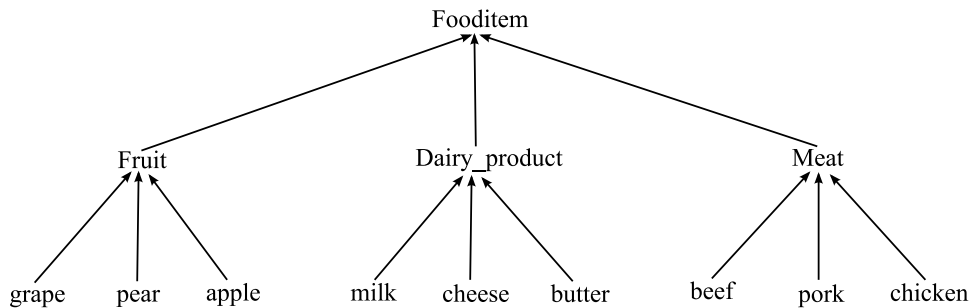 Fooditem
Fruit Dairy_product Meat
grape pear apple milk cheese butter beef pork chicken